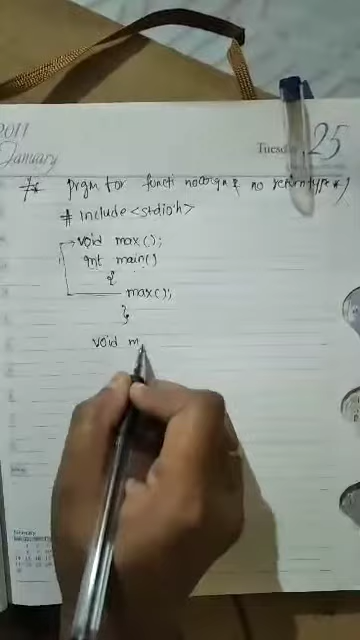 2011
January
Tuesday 25
/* prgm for functi no argu & no return type */
# include <stdio.h>
void max();
int main()
{
max();
}
void m